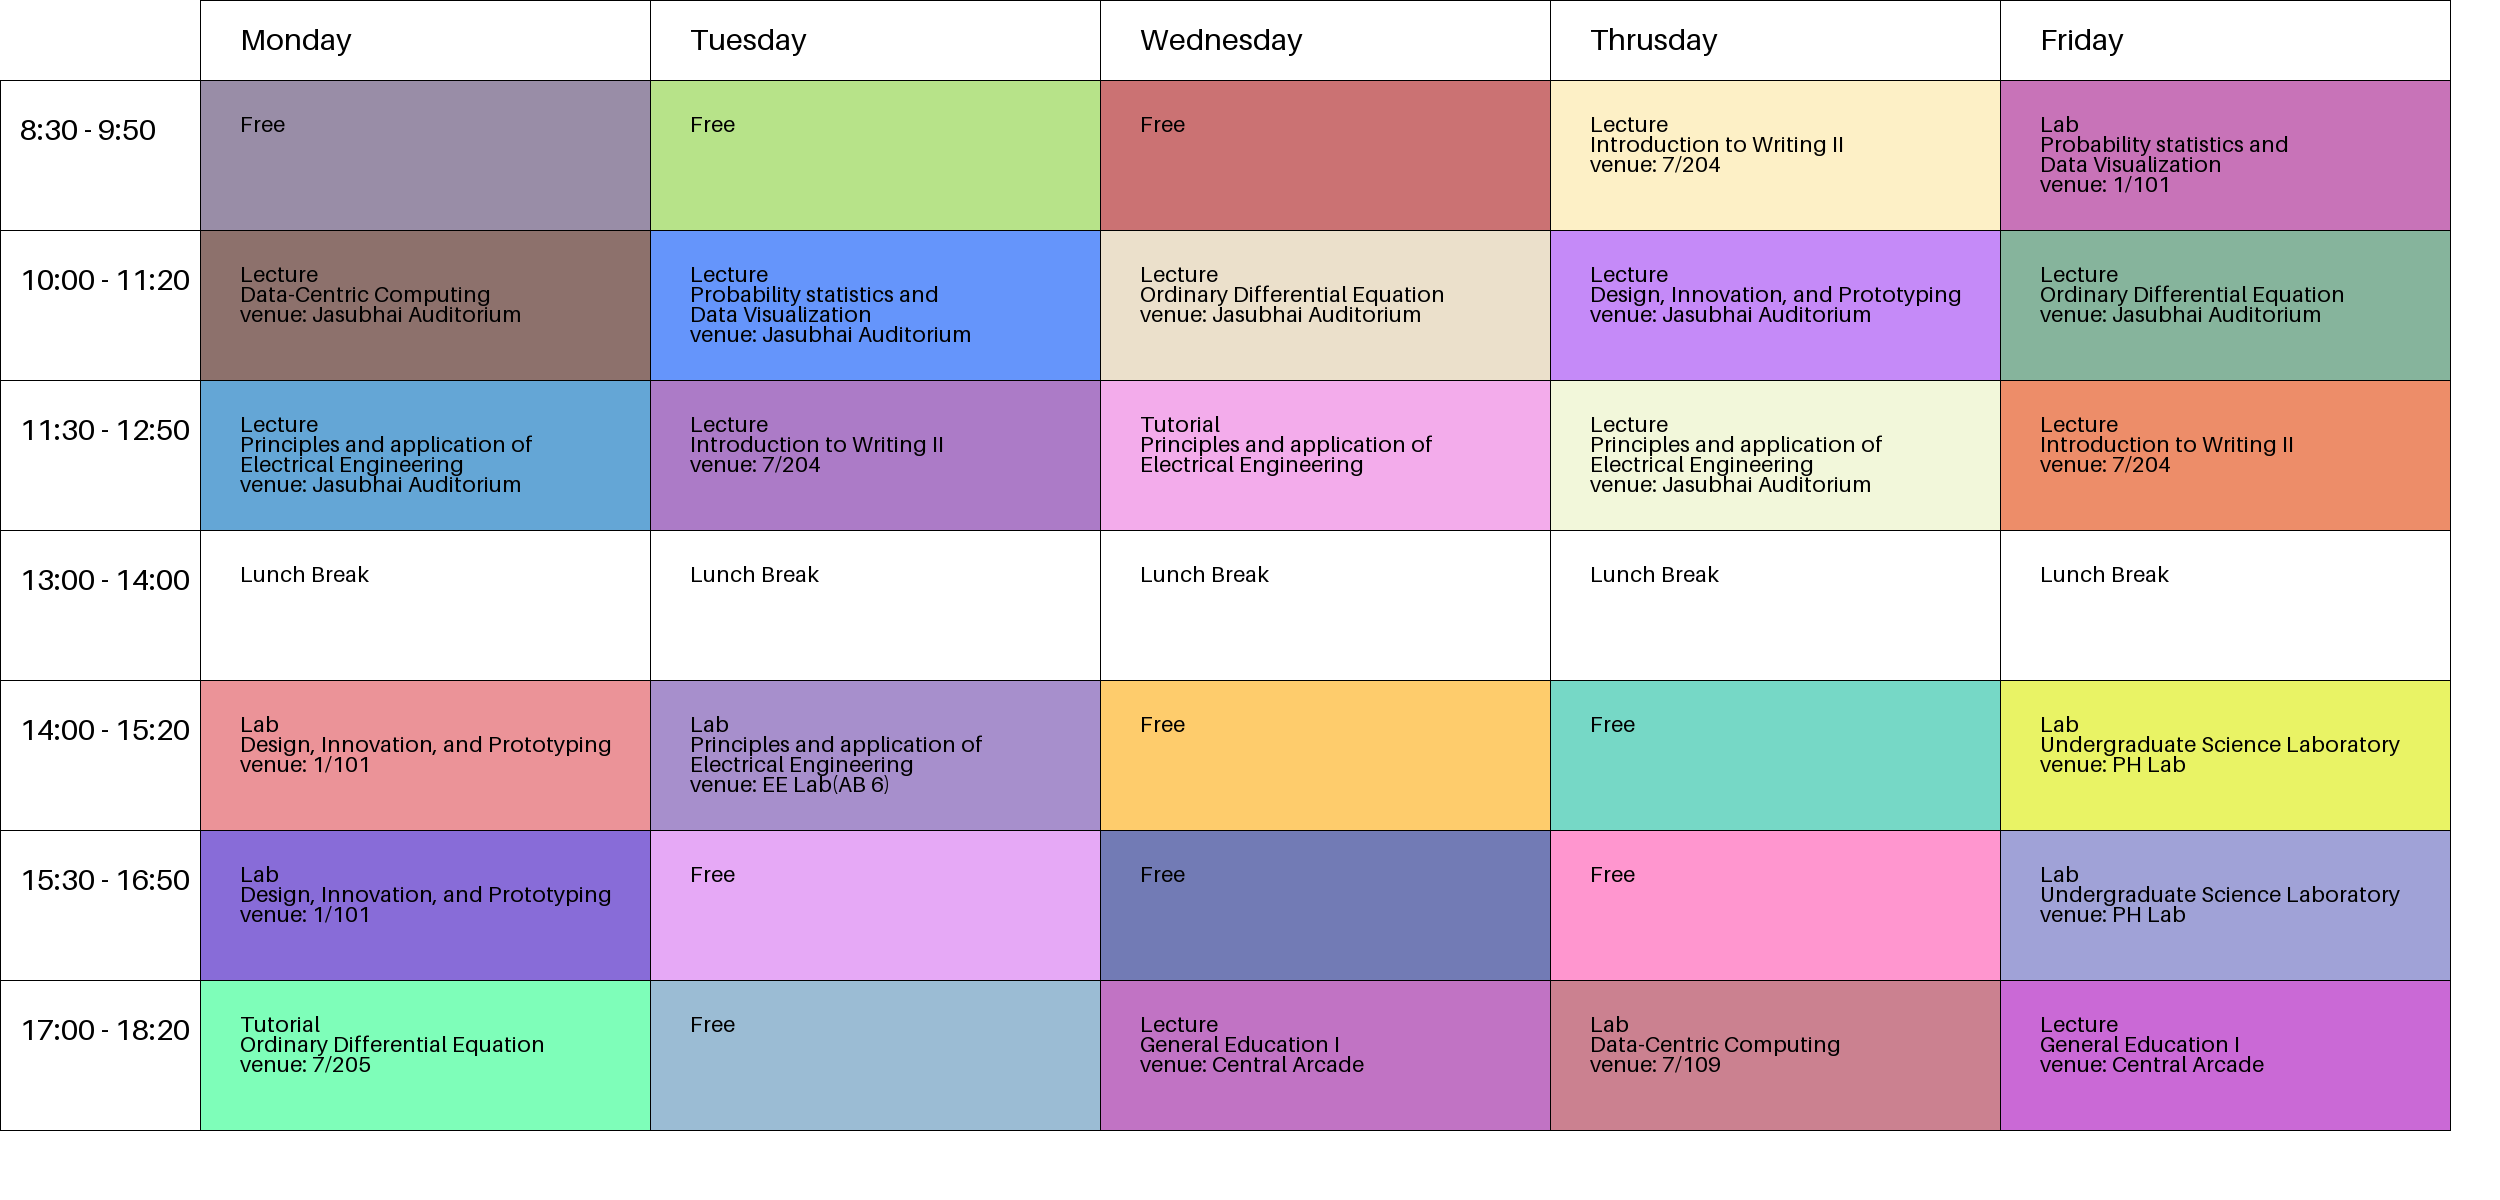 Monday
Tuesday
Wednesday
Thrusday
Friday
8:30 - 9:50
Free
Free
Free
Lecture
Introduction to Writing II
venue: 7/204
Lab
Probability statistics and
Data Visualization
venue: 1/101
10:00 - 11:20
Lecture
Data-Centric Computing
venue: Jasubhai Auditorium
Lecture
Probability statistics and
Data Visualization
venue: Jasubhai Auditorium
Lecture
Ordinary Differential Equation
venue: Jasubhai Auditorium
Lecture
Design, Innovation, and Prototyping
venue: Jasubhai Auditorium
Lecture
Ordinary Differential Equation
venue: Jasubhai Auditorium
11:30 - 12:50
Lecture
Principles and application of
Electrical Engineering
venue: Jasubhai Auditorium
Lecture
Introduction to Writing II
venue: 7/204
Tutorial
Principles and application of
Electrical Engineering
Lecture
Principles and application of
Electrical Engineering
venue: Jasubhai Auditorium
Lecture
Introduction to Writing II
venue: 7/204
13:00 - 14:00
Lunch Break
Lunch Break
Lunch Break
Lunch Break
Lunch Break
14:00 - 15:20
Lab
Design, Innovation, and Prototyping
venue: 1/101
Lab
Principles and application of
Electrical Engineering
venue: EE Lab(AB 6)
Free
Free
Lab
Undergraduate Science Laboratory
venue: PH Lab
15:30 - 16:50
Lab
Design, Innovation, and Prototyping
venue: 1/101
Free
Free
Free
Lab
Undergraduate Science Laboratory
venue: PH Lab
17:00 - 18:20
Tutorial
Ordinary Differential Equation
venue: 7/205
Free
Lecture
General Education I
venue: Central Arcade
Lab
Data-Centric Computing
venue: 7/109
Lecture
General Education I
venue: Central Arcade